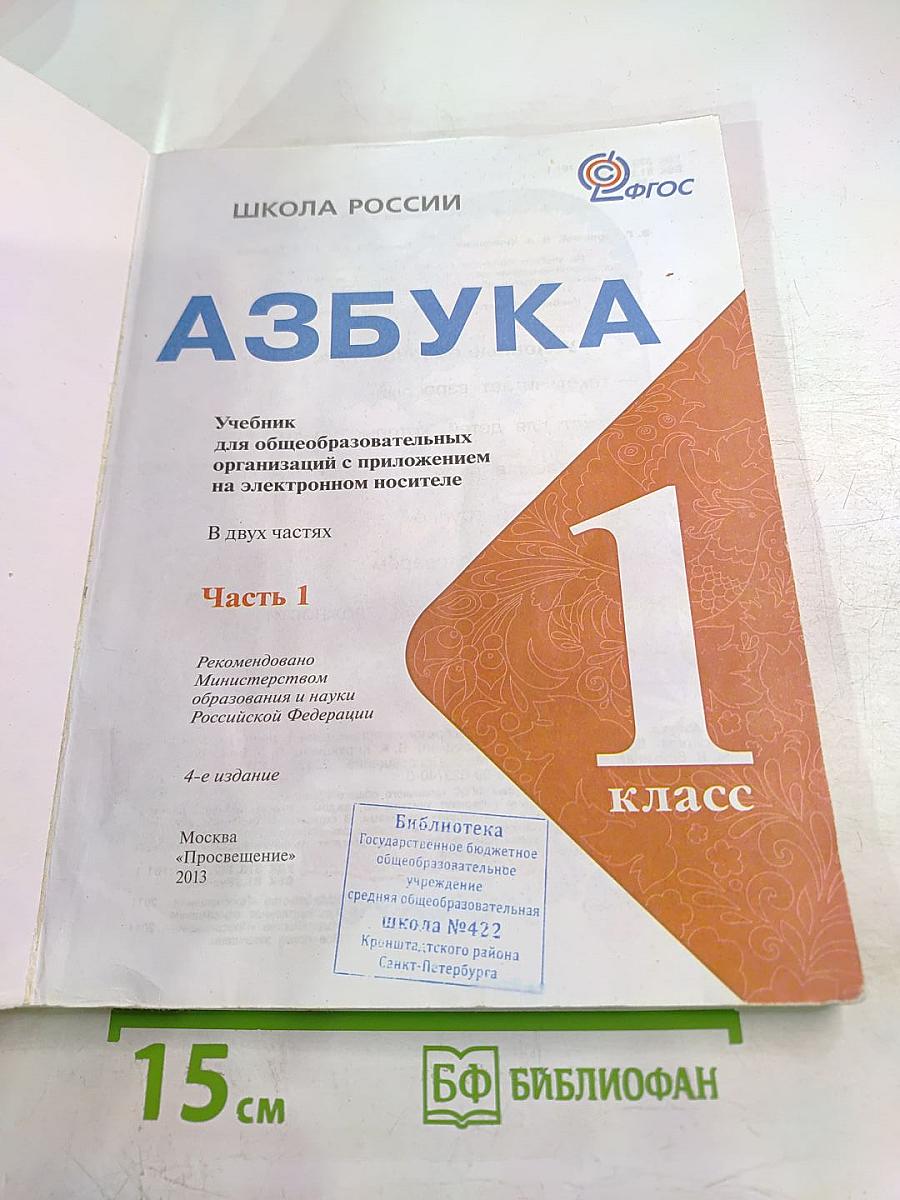 ШКОЛА РОССИИ
ФГОС
АЗБУКА
Учебник
для общеобразовательных
организаций с приложением
на электронном носителе
В двух частях
Часть 1
Рекомендовано
Министерством
образования и науки
Российской Федерации
4-е издание
Москва
«Просвещение»
2013
1
класс
Библиотека
Государственное бюджетное
общеобразовательное
учреждение
средняя общеобразовательная
школа №422
Кронштадтского района
Санкт-Петербурга
15 см
БФ БИБЛИОФАН